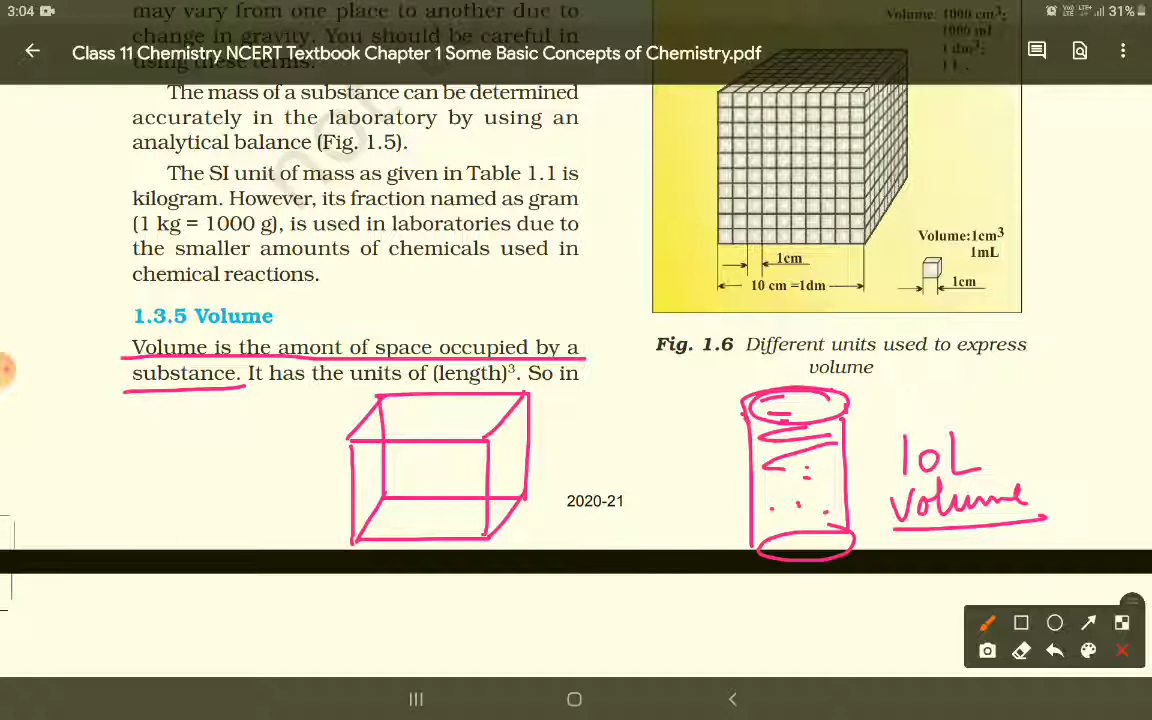 3:04
31%
Class 11 Chemistry NCERT Textbook Chapter 1 Some Basic Concepts of Chemistry.pdf
may vary from one place to another due to
change in gravity. You should be careful in
using these terms.
The mass of a substance can be determined
accurately in the laboratory by using an
analytical balance (Fig. 1.5).
The SI unit of mass as given in Table 1.1 is
kilogram. However, its fraction named as gram
(1 kg = 1000 g), is used in laboratories due to
the smaller amounts of chemicals used in
chemical reactions.
1.3.5 Volume
Volume is the amont of space occupied by a
substance. It has the units of (length)³. So in
Volume: 1000 cm³;
1000 ml
1 dm³;
1cm
10 cm =1dm
Volume:1cm³
1mL
1cm
Fig. 1.6 Different units used to express
volume
10L
Volume
2020-21